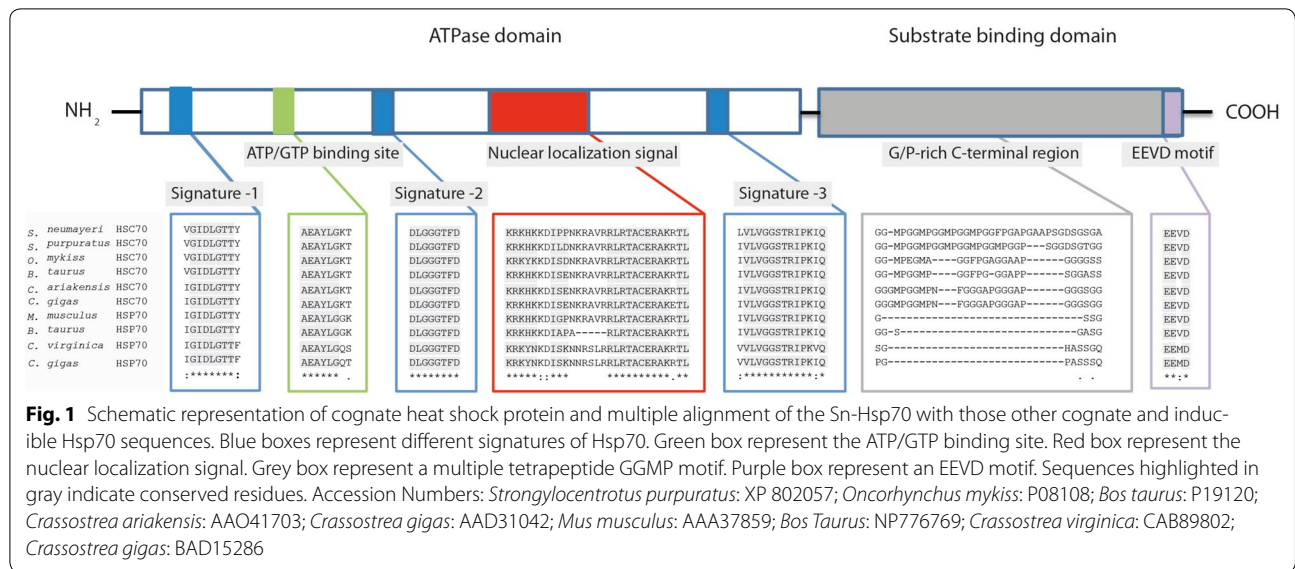 ATPase domain
Substrate binding domain
NH2
COOH
ATP/GTP binding site
Nuclear localization signal
G/P-rich C-terminal region
EEVD motif
Signature -1
Signature -2
Signature -3
S. neumayeri HSC70 VGIDLGTTY AEAYLGKT DLGGGTFD KRKHKKDIPPNKRAVRRLRTACERAKRTL LVLVGGSTRIPKIQ GG-MPGGMPGGMPGGMPGGFPGAPGAAPSGDSGSGA EEVD
S. purpuratus HSC70 VGIDLGTTY AEAYLGKT DLGGGTFD KRKHKKDILDNKRAVRRLRTACERAKRTL IVLVGGSTRIPKIQ GG-MPGGMPGGMPGGMPGGMPGGP---SGGDSGTGG EEVD
O. mykiss HSC70 VGIDLGTTY AEAYLGKT DLGGGTFD KRKYKKDISDNKRAVRRLRTACERAKRTL IVLVGGSTRIPKIQ GG-MPEGMA----GGFPGAGGAAP------GGGGSS EEVD
B. taurus HSC70 VGIDLGTTY AEAYLGKT DLGGGTFD KRKHKKDISENKRAVRRLRTACERAKRTL IVLVGGSTRIPKIQ GG-MPGGMP----GGFPG-GGAPP------SGGASS EEVD
C. ariakensis HSC70 IGIDLGTTY AEAYLGKT DLGGGTFD KRKHKKDISDNKRAVRRLRTACERAKRTL IVLVGGSTRIPKIQ GGGMPGGMPN---FGGGAPGGGAP------GGGSGG EEVD
C. gigas HSC70 IGIDLGTTY AEAYLGKT DLGGGTFD KRKHKKDISENKRAVRRLRTACERAKETL IVLVGGSTRIPKIQ GGGMPGGMPN---FGGGAPGGGAP------GGGSGG EEVD
M. musculus HSP70 IGIDLGTTY AEAYLGGK DLGGGTFD KRKHKKDIGPNKRAVRRLRTACERAKRTL IVLVGGSTRIPKIQ G---------------------------------SSG EEVD
B. taurus HSP70 IGIDLGTTY AEAYLGGK DLGGGTFD KRKHKKDIAPA-----RRLRTACERAKRTL IVLVGGSTRIPKIQ GG-S-----------------------------GASG EEVD
C. virginica HSP70 IGIDLGTTF AEAYLGQS DLGGGTFD KRKYNKDISKNNRSLRRLRTACERAKRTL VVLVGGSTRIPKVQ SG------------------------------HASSGQ EEMD
C. gigas HSP70 IGIDLGTTF AEAYLGQT DLGGGTFD KRKYNKDISKNNRSLRRLRTACERAKRTL VVLVGGSTRIPKIQ PG------------------------------PASSSQ EEMD
:*******: ****** . ******** *****::*** *********.** :***********:* . . **:*
Fig. 1 Schematic representation of cognate heat shock protein and multiple alignment of the Sn-Hsp70 with those other cognate and induc-
ible Hsp70 sequences. Blue boxes represent different signatures of Hsp70. Green box represent the ATP/GTP binding site. Red box represent the
nuclear localization signal. Grey box represent a multiple tetrapeptide GGMP motif. Purple box represent an EEVD motif. Sequences highlighted in
gray indicate conserved residues. Accession Numbers: Strongylocentrotus purpuratus: XP 802057; Oncorhynchus mykiss: P08108; Bos taurus: P19120;
Crassostrea ariakensis: AAO41703; Crassostrea gigas: AAD31042; Mus musculus: AAA37859; Bos Taurus: NP776769; Crassostrea virginica: CAB89802;
Crassostrea gigas: BAD15286